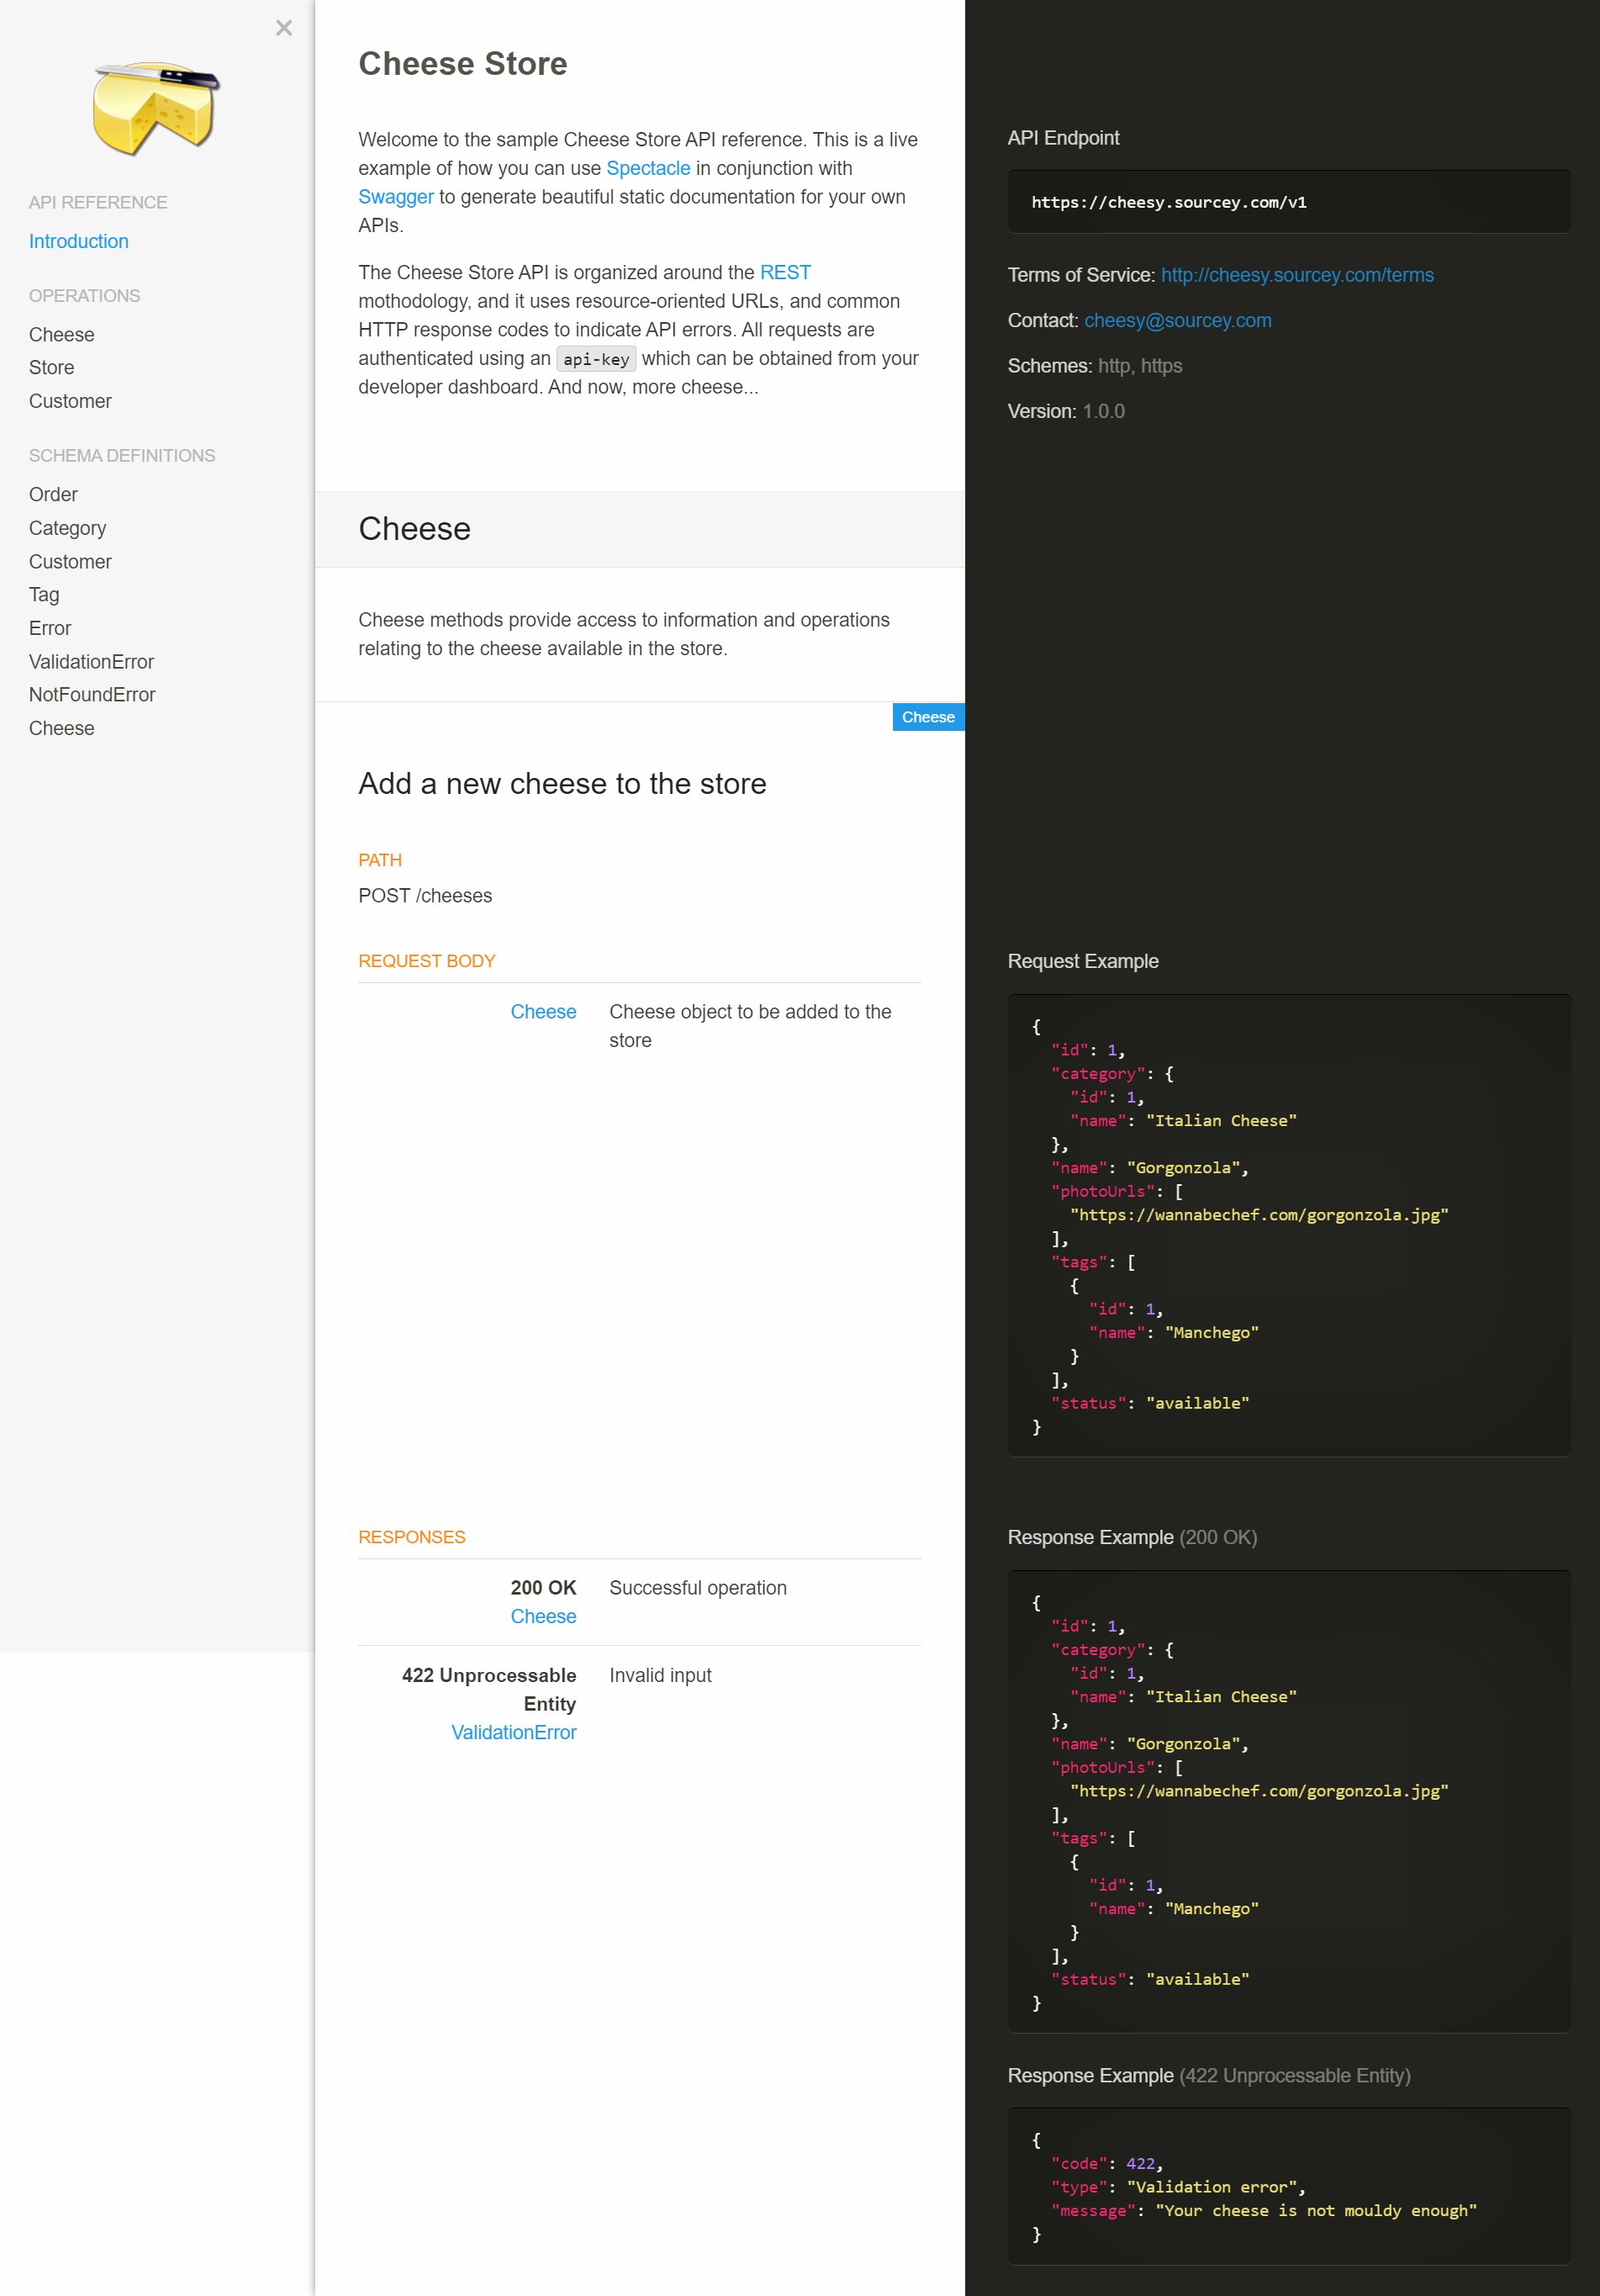 ×
API REFERENCE
Introduction
OPERATIONS
Cheese
Store
Customer
SCHEMA DEFINITIONS
Order
Category
Customer
Tag
Error
ValidationError
NotFoundError
Cheese
Cheese Store
Welcome to the sample Cheese Store API reference. This is a live
example of how you can use Spectacle in conjunction with
Swagger to generate beautiful static documentation for your own
APIs.
The Cheese Store API is organized around the REST
mothodology, and it uses resource-oriented URLs, and common
HTTP response codes to indicate API errors. All requests are
authenticated using an api-key which can be obtained from your
developer dashboard. And now, more cheese...
API Endpoint
https://cheesy.sourcey.com/v1
Terms of Service: http://cheesy.sourcey.com/terms
Contact: cheesy@sourcey.com
Schemes: http, https
Version: 1.0.0
Cheese
Cheese methods provide access to information and operations
relating to the cheese available in the store.
Cheese
Add a new cheese to the store
PATH
POST /cheeses
REQUEST BODY
Cheese
Cheese object to be added to the
store
Request Example
{
  "id": 1,
  "category": {
    "id": 1,
    "name": "Italian Cheese"
  },
  "name": "Gorgonzola",
  "photoUrls": [
    "https://wannabechef.com/gorgonzola.jpg"
  ],
  "tags": [
    {
      "id": 1,
      "name": "Manchego"
    }
  ],
  "status": "available"
}
RESPONSES
200 OK
Cheese
Successful operation
422 Unprocessable
Entity
ValidationError
Invalid input
Response Example (200 OK)
{
  "id": 1,
  "category": {
    "id": 1,
    "name": "Italian Cheese"
  },
  "name": "Gorgonzola",
  "photoUrls": [
    "https://wannabechef.com/gorgonzola.jpg"
  ],
  "tags": [
    {
      "id": 1,
      "name": "Manchego"
    }
  ],
  "status": "available"
}
Response Example (422 Unprocessable Entity)
{
  "code": 422,
  "type": "Validation error",
  "message": "Your cheese is not mouldy enough"
}